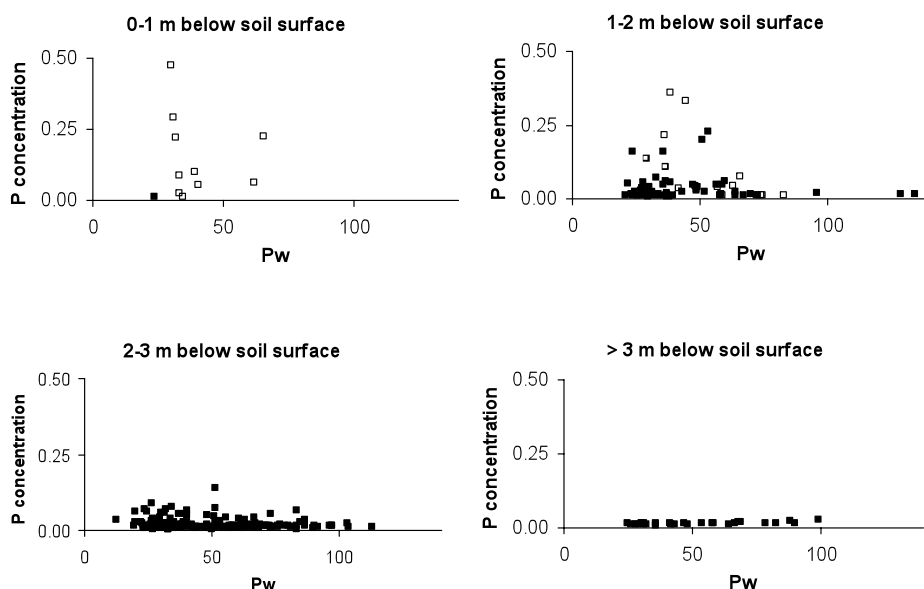 0-1 m below soil surface
P concentration
0.50
0.25
0.00
0
50
100
Pw
1-2 m below soil surface
P concentration
0.50
0.25
0.00
0
50
100
Pw
2-3 m below soil surface
P concentration
0.50
0.25
0.00
0
50
100
Pw
> 3 m below soil surface
P concentration
0.50
0.25
0.00
0
50
100
Pw